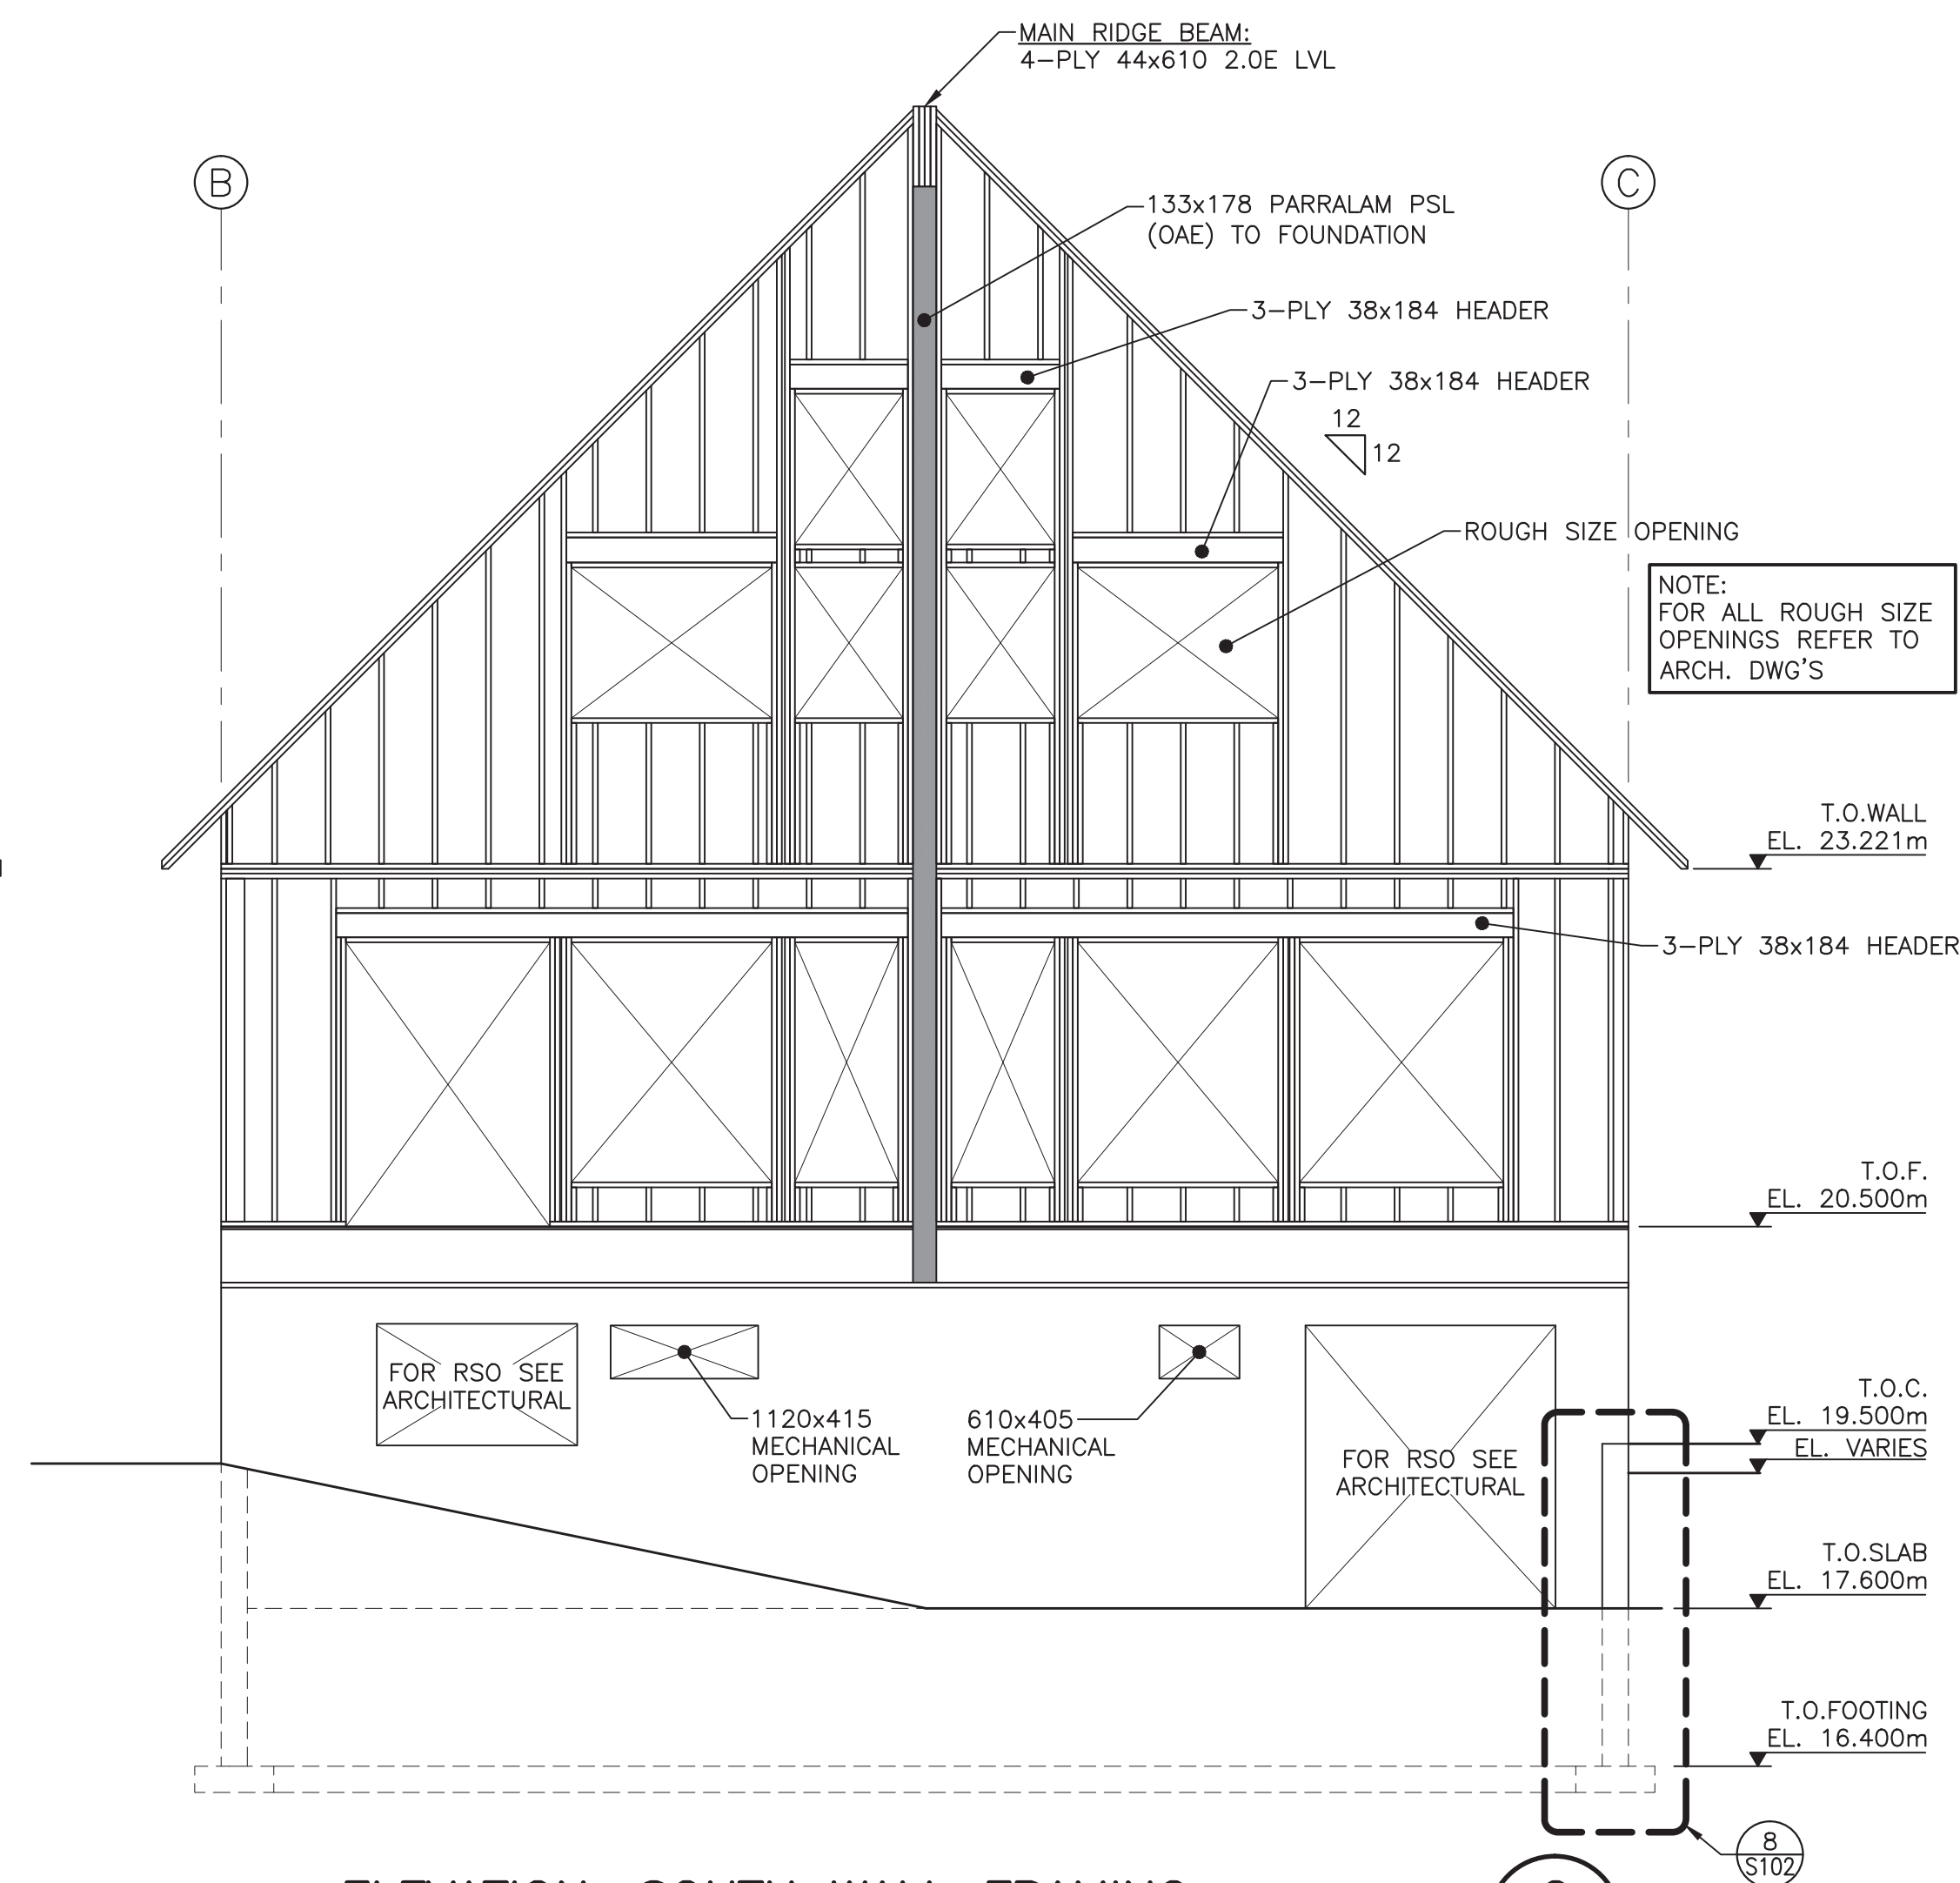 MAIN RIDGE BEAM:
4-PLY 44x610 2.0E LVL
B
C
133x178 PARRALAM PSL
(OAE) TO FOUNDATION
3-PLY 38x184 HEADER
3-PLY 38x184 HEADER
12
12
ROUGH SIZE OPENING
NOTE:
FOR ALL ROUGH SIZE
OPENINGS REFER TO
ARCH. DWG'S
T.O.WALL
EL. 23.221m
3-PLY 38x184 HEADER
T.O.F.
EL. 20.500m
FOR RSO SEE
ARCHITECTURAL
1120x415
MECHANICAL
OPENING
610x405
MECHANICAL
OPENING
FOR RSO SEE
ARCHITECTURAL
T.O.C.
EL. 19.500m
EL. VARIES
T.O.SLAB
EL. 17.600m
T.O.FOOTING
EL. 16.400m
8
S102